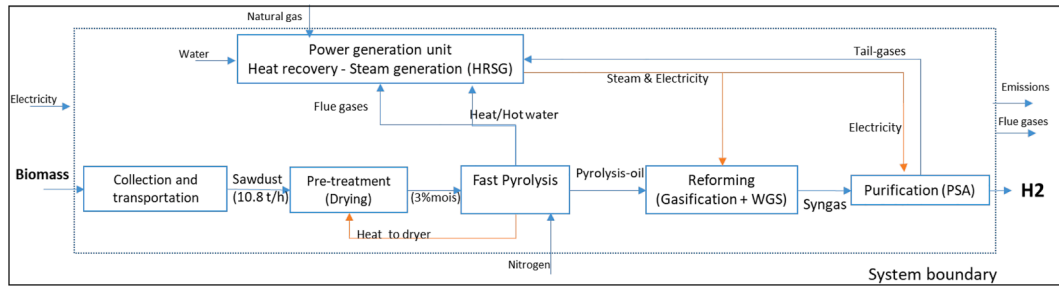 Natural gas
Power generation unit
Heat recovery - Steam generation (HRSG)
Water
Tail-gases
Steam & Electricity
Electricity
Emissions
Flue gases
Heat/Hot water
Flue gases
Electricity
Biomass
Collection and
transportation
Sawdust
(10.8 t/h)
Pre-treatment
(Drying)
(3%mois)
Fast Pyrolysis
Pyrolysis-oil
Reforming
(Gasification + WGS)
Syngas
Purification (PSA)
H2
Heat to dryer
Nitrogen
System boundary